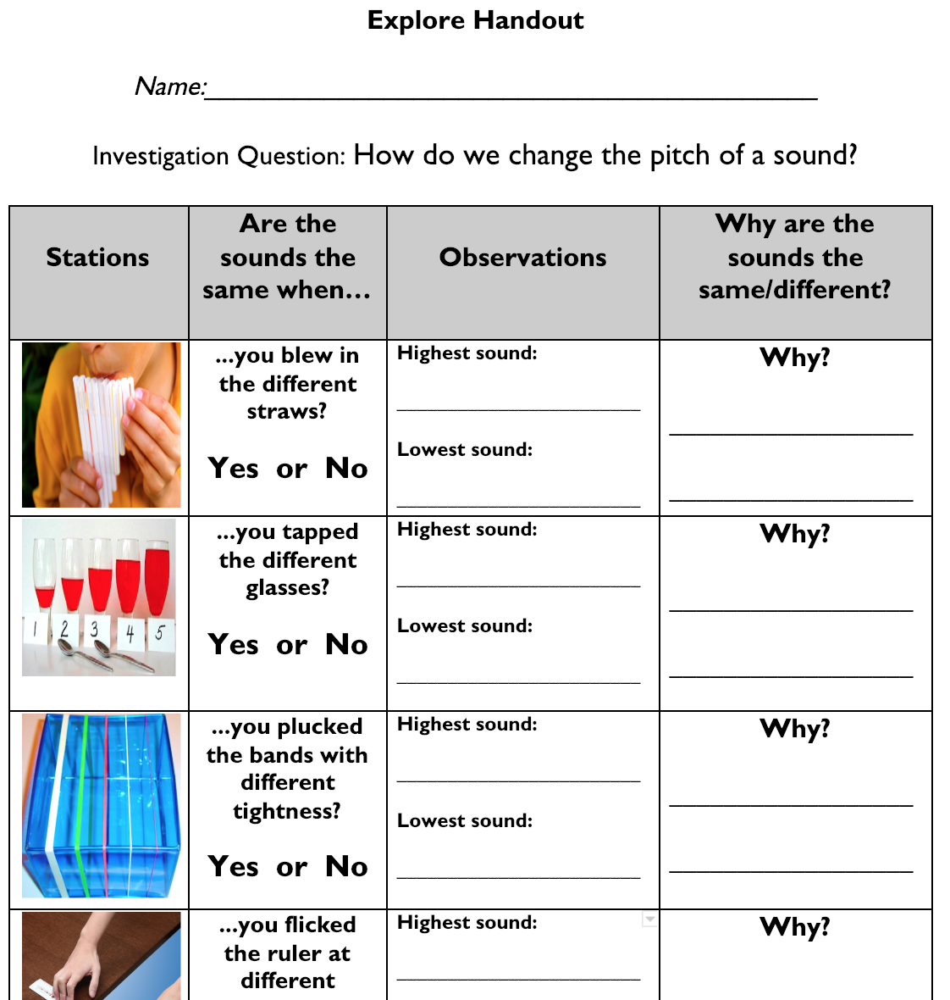 Explore Handout
Name:___________________________________________
Investigation Question: How do we change the pitch of a sound?
Stations
Are the
sounds the
same when...
Observations
Why are the
sounds the
same/different?
...you blew in
the different
straws?
Yes or No
Highest sound:
Lowest sound:
Why?
1 2 3 4 5
...you tapped
the different
glasses?
Yes or No
Highest sound:
Lowest sound:
Why?
...you plucked
the bands with
different
tightness?
Yes or No
Highest sound:
Lowest sound:
Why?
...you flicked
the ruler at
different
Highest sound:
Why?